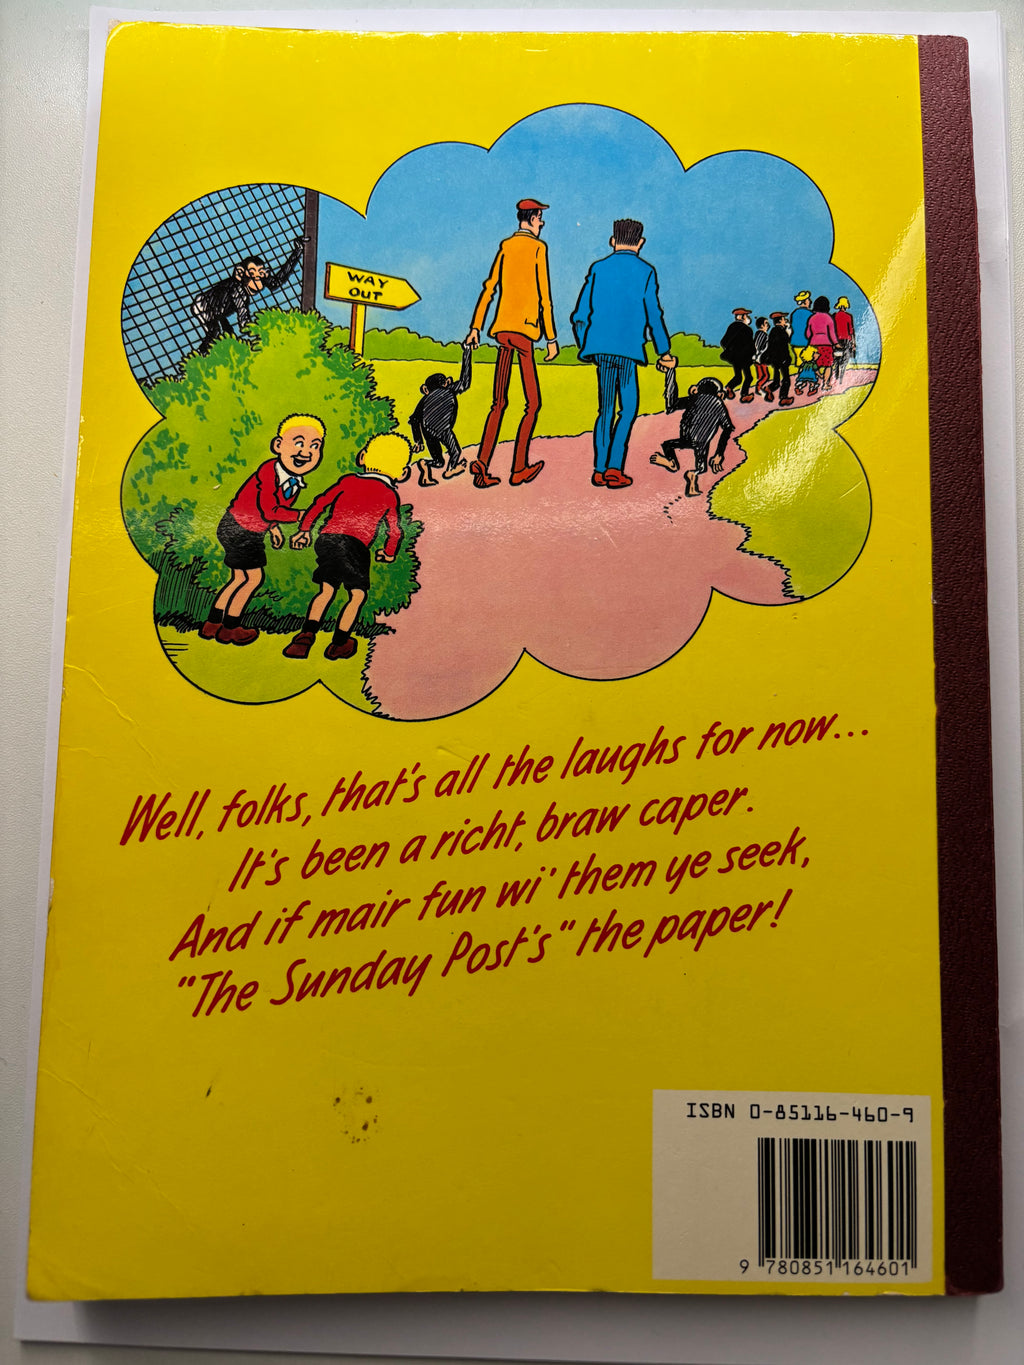 WAY
OUT
Well, folks, that's all the laughs for now...
It's been a richt, braw caper.
And if mair fun wi' them ye seek,
"The Sunday Post's" the paper!
ISBN 0-85116-460-9
9 780851 164601